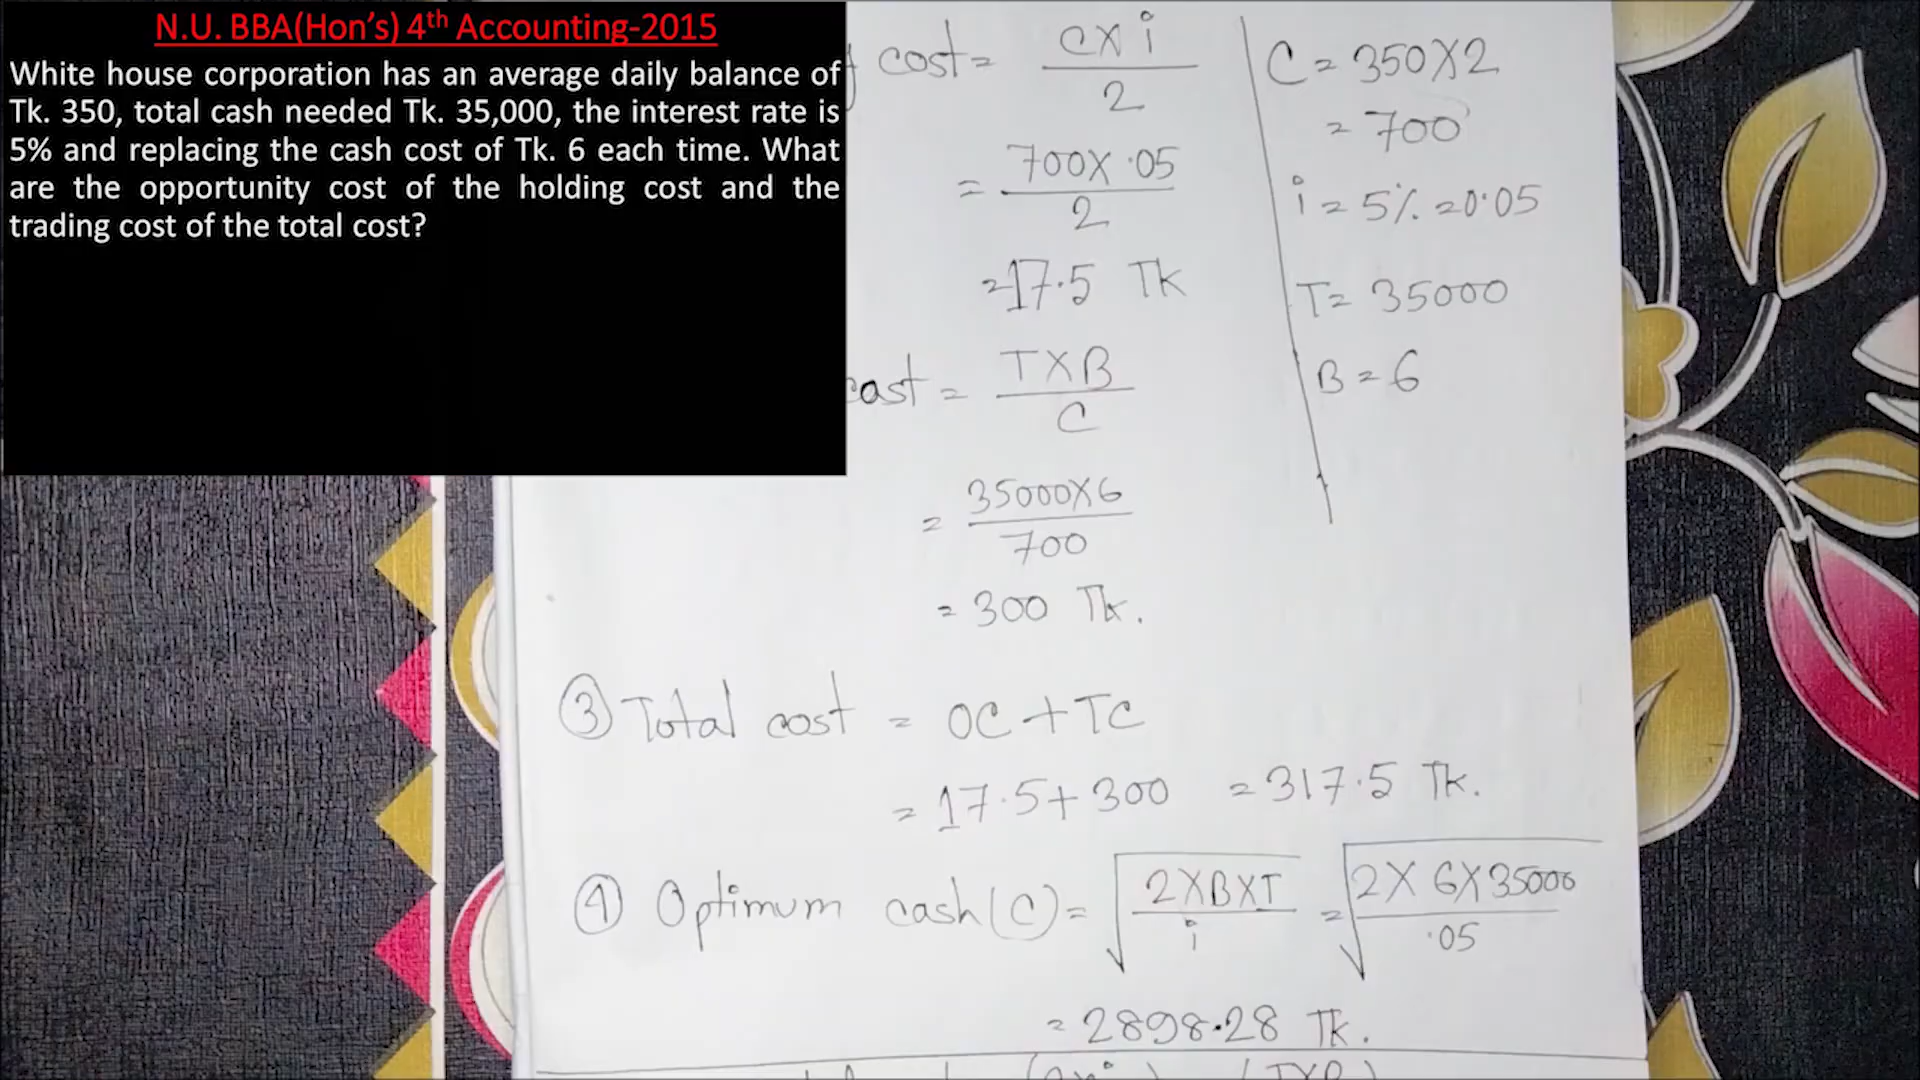 N.U. BBA(Hon's) 4th Accounting-2015
White house corporation has an average daily balance of
Tk. 350, total cash needed Tk. 35,000, the interest rate is
5% and replacing the cash cost of Tk. 6 each time. What
are the opportunity cost of the holding cost and the
trading cost of the total cost?
cost = C X i / 2
= 700 X .05 / 2
= 17.5 Tk
cost = T X B / C
= 35000 X 6 / 700
= 300 Tk.
C = 350 X 2
= 700
i = 5% = 0.05
T = 35000
B = 6
③ Total cost = OC + TC
= 17.5 + 300 = 317.5 Tk.
④ Optimum cash (C) = √ 2 X B X T / i = √ 2 X 6 X 35000 / .05
= 2898.28 Tk.